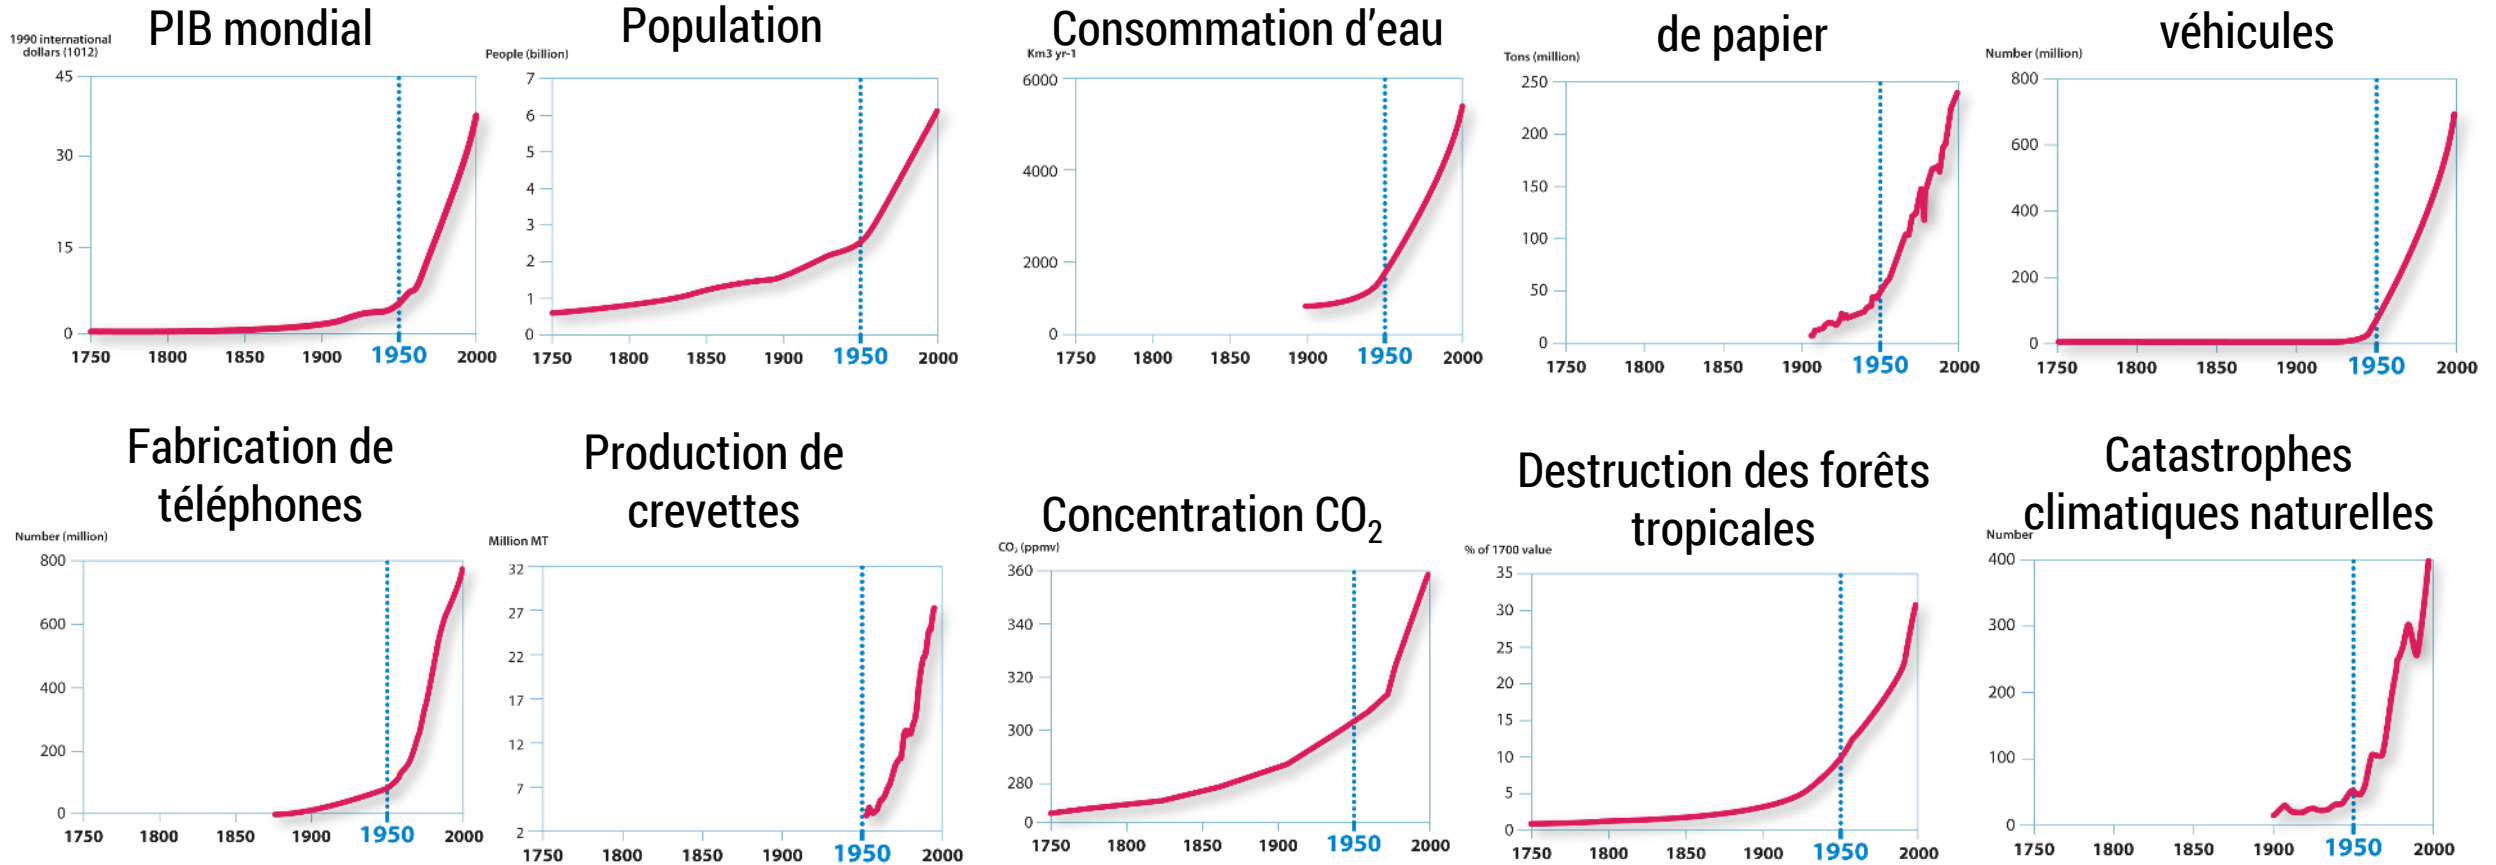 PIB mondial
1990 international
dollars (1012)
45
30
15
0
1750 1800 1850 1900 1950 2000
Population
People (billion)
7
6
5
4
3
2
1
0
1750 1800 1850 1900 1950 2000
Consommation d’eau
Km3 yr-1
6000
4000
2000
0
1750 1800 1850 1900 1950 2000
de papier
Tons (million)
250
200
150
100
50
0
1750 1800 1850 1900 1950 2000
véhicules
Number (million)
800
600
400
200
0
1750 1800 1850 1900 1950 2000
Fabrication de
téléphones
Number (million)
800
600
400
200
0
1750 1800 1850 1900 1950 2000
Production de
crevettes
Million MT
32
27
22
17
12
7
2
1750 1800 1850 1900 1950 2000
Concentration CO₂
CO₂ (ppmv)
360
340
320
300
280
0
1750 1800 1850 1900 1950 2000
Destruction des forêts
tropicales
% of 1700 value
35
30
25
20
15
10
5
0
1750 1800 1850 1900 1950 2000
Catastrophes
climatiques naturelles
Number
400
300
200
100
0
1750 1800 1850 1900 1950 2000